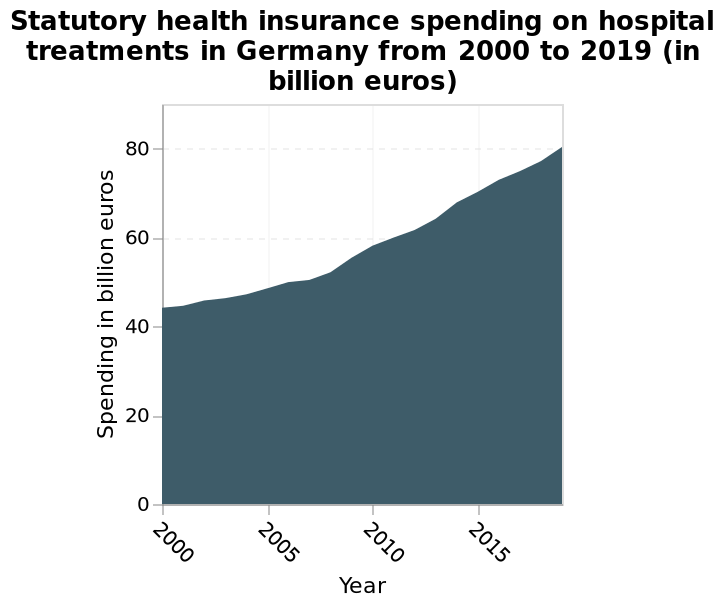 Statutory health insurance spending on hospital
treatments in Germany from 2000 to 2019 (in
billion euros)
Spending in billion euros
80
60
40
20
0
2000
2005
2010
2015
Year